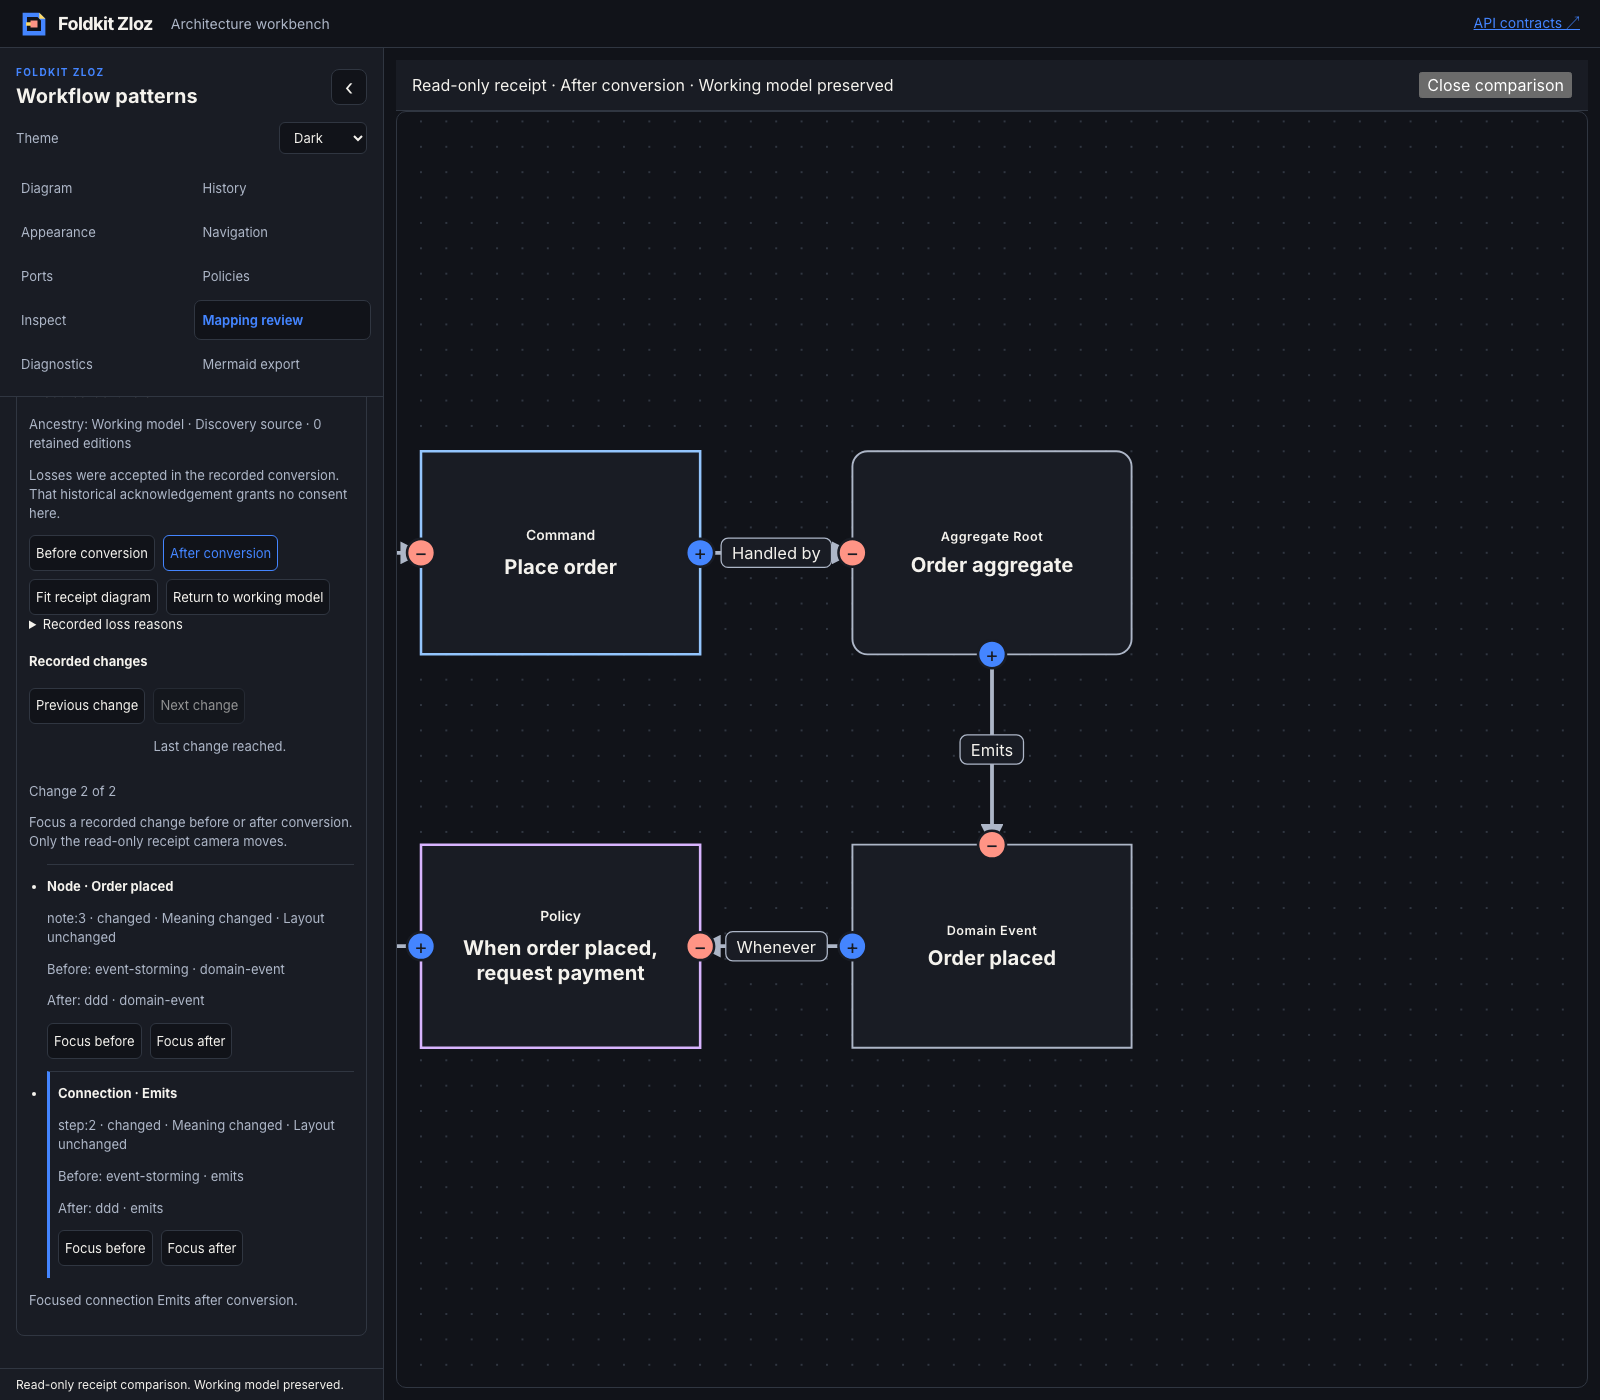 Foldkit Zloz
Architecture workbench
API contracts ↗
FOLDKIT ZLOZ
Workflow patterns
Theme
Dark
Diagram
History
Appearance
Navigation
Ports
Policies
Inspect
Mapping review
Diagnostics
Mermaid export
Ancestry: Working model · Discovery source · 0
retained editions
Losses were accepted in the recorded conversion.
That historical acknowledgement grants no consent
here.
Before conversion
After conversion
Fit receipt diagram
Return to working model
Recorded loss reasons
Recorded changes
Previous change
Next change
Last change reached.
Change 2 of 2
Focus a recorded change before or after conversion.
Only the read-only receipt camera moves.
Node · Order placed
note:3 · changed · Meaning changed · Layout
unchanged
Before: event-storming · domain-event
After: ddd · domain-event
Focus before
Focus after
Connection · Emits
step:2 · changed · Meaning changed · Layout
unchanged
Before: event-storming · emits
After: ddd · emits
Focus before
Focus after
Focused connection Emits after conversion.
Read-only receipt comparison. Working model preserved.
Read-only receipt · After conversion · Working model preserved
Close comparison
Command
Place order
Handled by
Aggregate Root
Order aggregate
Emits
Policy
When order placed,
request payment
Whenever
Domain Event
Order placed